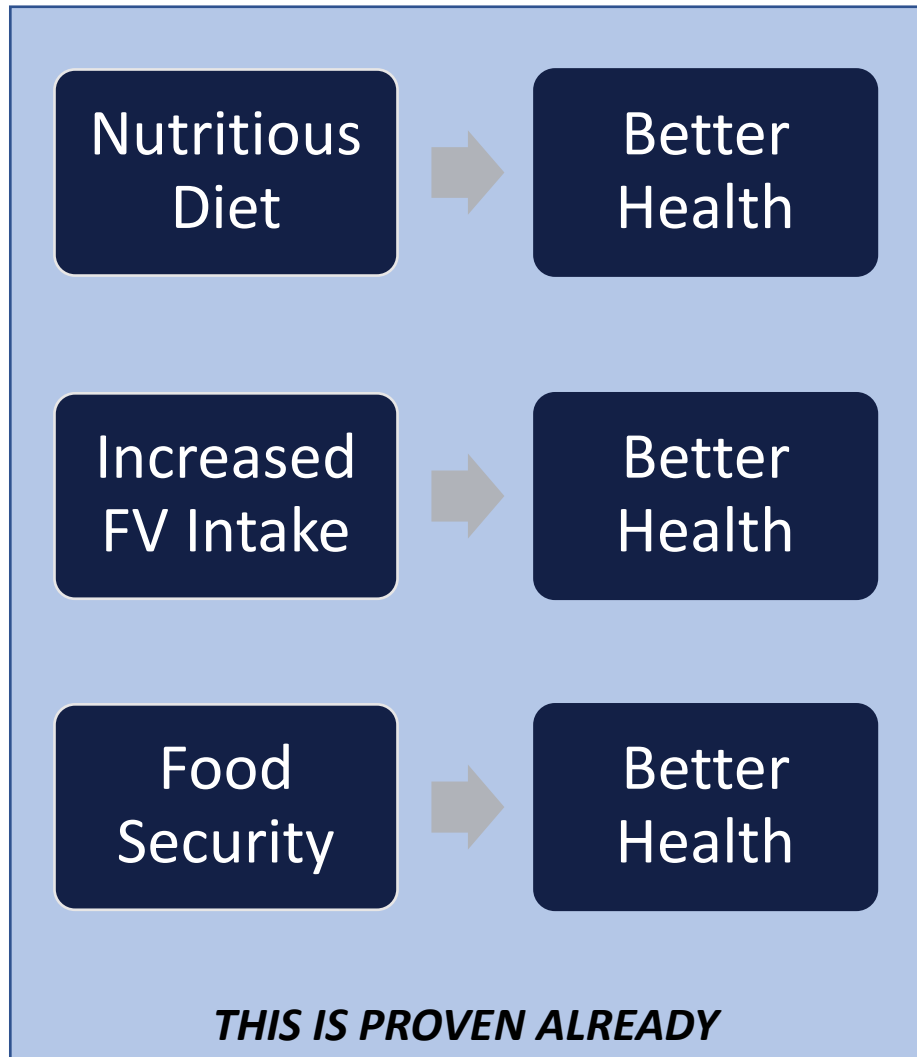 Nutritious
Diet
Better
Health
Increased
FV Intake
Better
Health
Food
Security
Better
Health
THIS IS PROVEN ALREADY